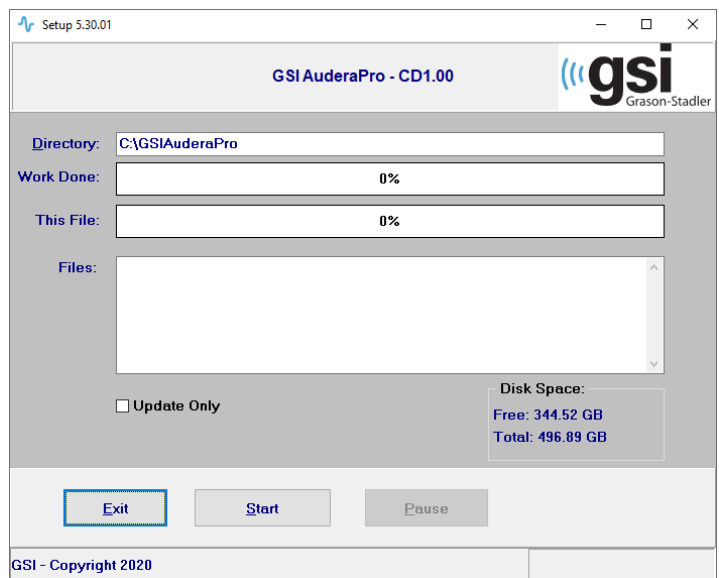 Setup 5.30.01
GSI AuderaPro - CD1.00
gsi
Grason-Stadler
Directory: C:\GSIAuderaPro
Work Done: 0%
This File: 0%
Files:
Update Only
Disk Space:
Free: 344.52 GB
Total: 496.89 GB
Exit Start Pause
GSI - Copyright 2020